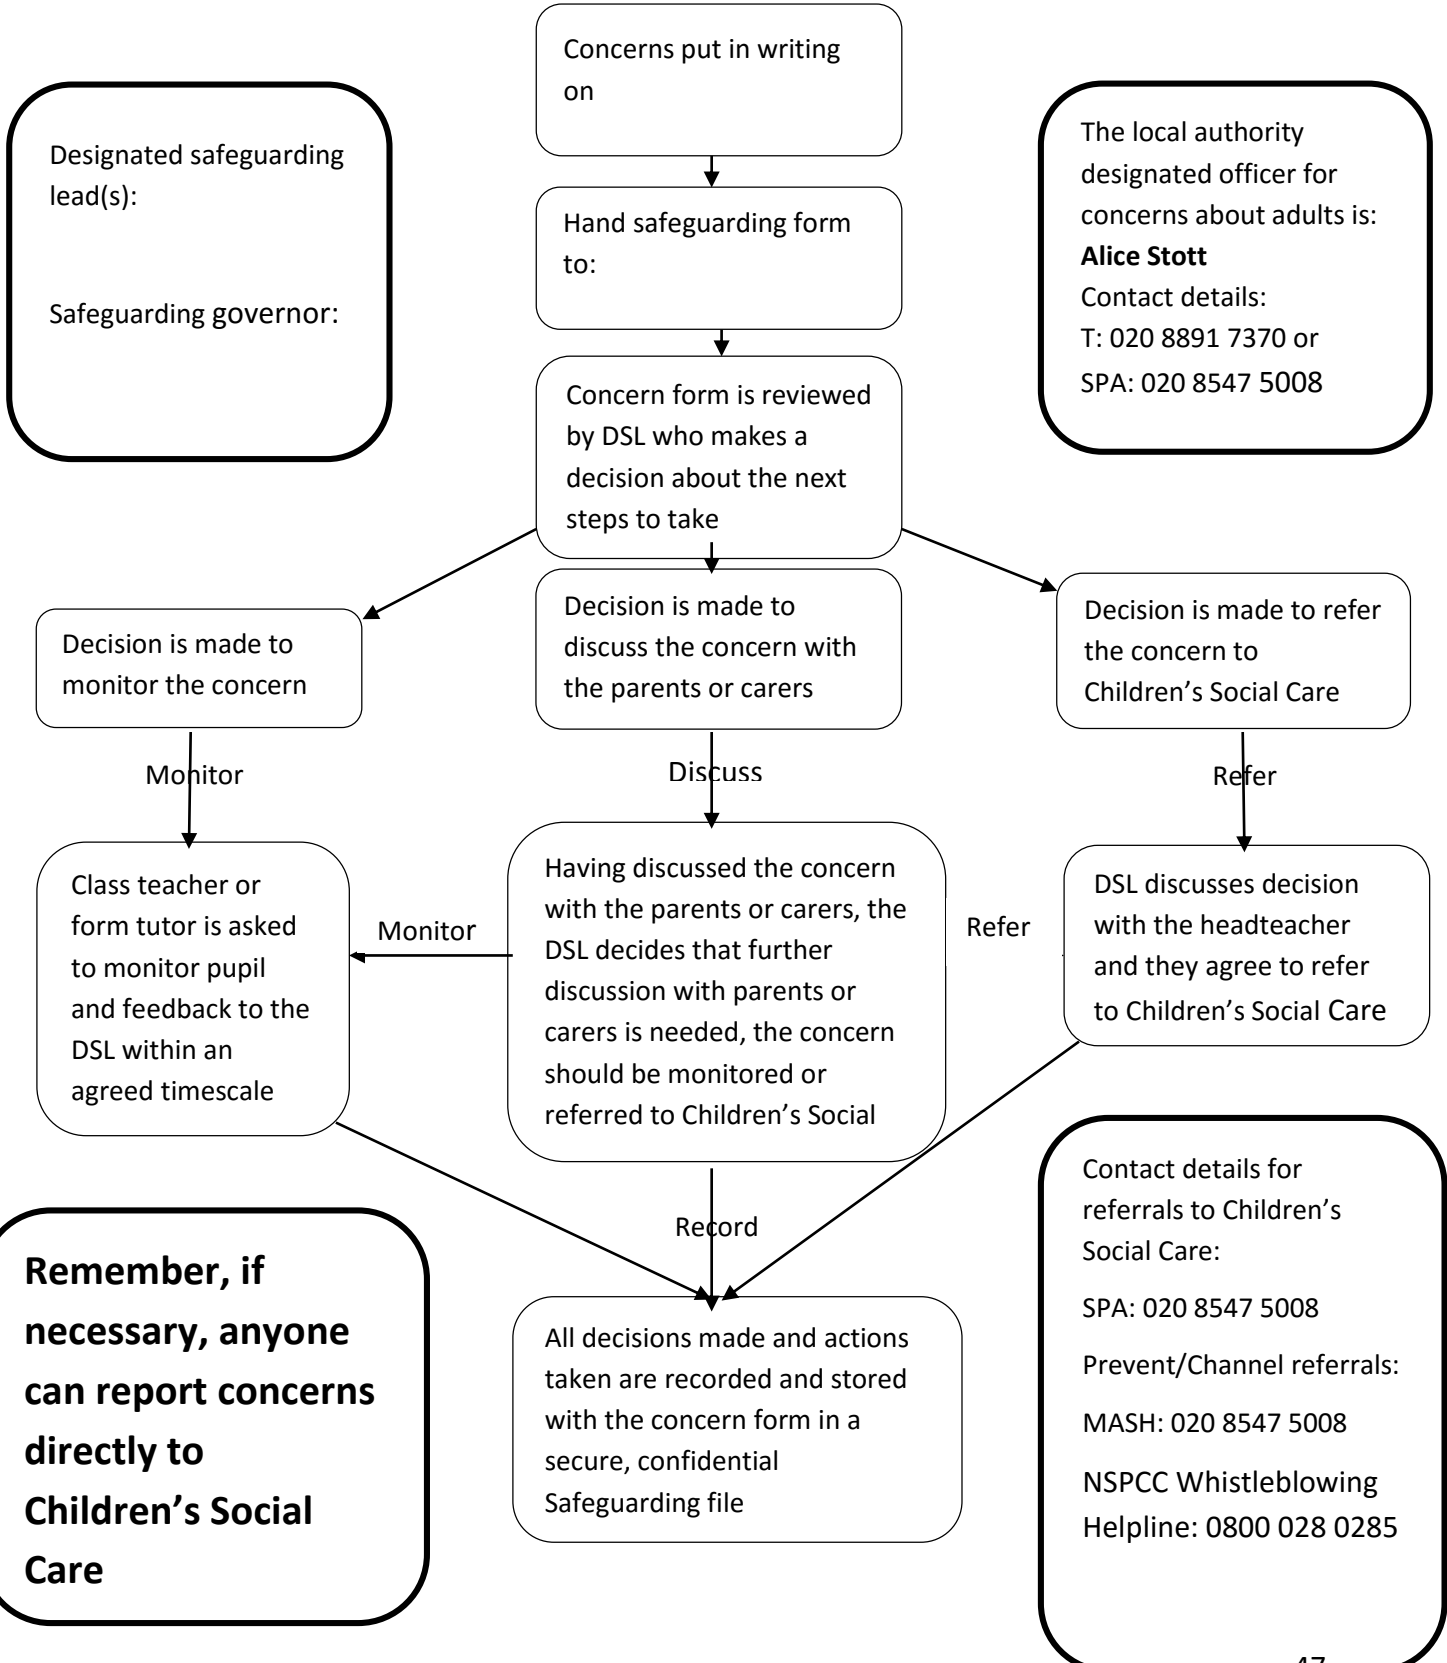 Concerns put in writing
on
Designated safeguarding
lead(s):
Safeguarding governor:
The local authority
designated officer for
concerns about adults is:
Alice Stott
Contact details:
T: 020 8891 7370 or
SPA: 020 8547 5008
Hand safeguarding form
to:
Concern form is reviewed
by DSL who makes a
decision about the next
steps to take
Decision is made to
monitor the concern
Decision is made to
discuss the concern with
the parents or carers
Decision is made to refer
the concern to
Children’s Social Care
Monitor
Discuss
Refer
Class teacher or
form tutor is asked
to monitor pupil
and feedback to the
DSL within an
agreed timescale
Monitor
Having discussed the concern
with the parents or carers, the
DSL decides that further
discussion with parents or
carers is needed, the concern
should be monitored or
referred to Children’s Social
Refer
DSL discusses decision
with the headteacher
and they agree to refer
to Children’s Social Care
Record
Remember, if
necessary, anyone
can report concerns
directly to
Children’s Social
Care
All decisions made and actions
taken are recorded and stored
with the concern form in a
secure, confidential
Safeguarding file
Contact details for
referrals to Children’s
Social Care:
SPA: 020 8547 5008
Prevent/Channel referrals:
MASH: 020 8547 5008
NSPCC Whistleblowing
Helpline: 0800 028 0285
47